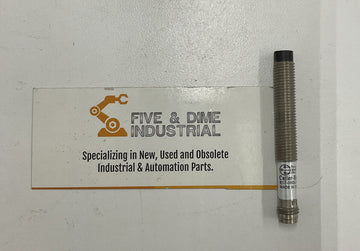 FIVE & DIME
INDUSTRIAL
Specializing in New, Used and Obsolete
Industrial & Automation Parts.